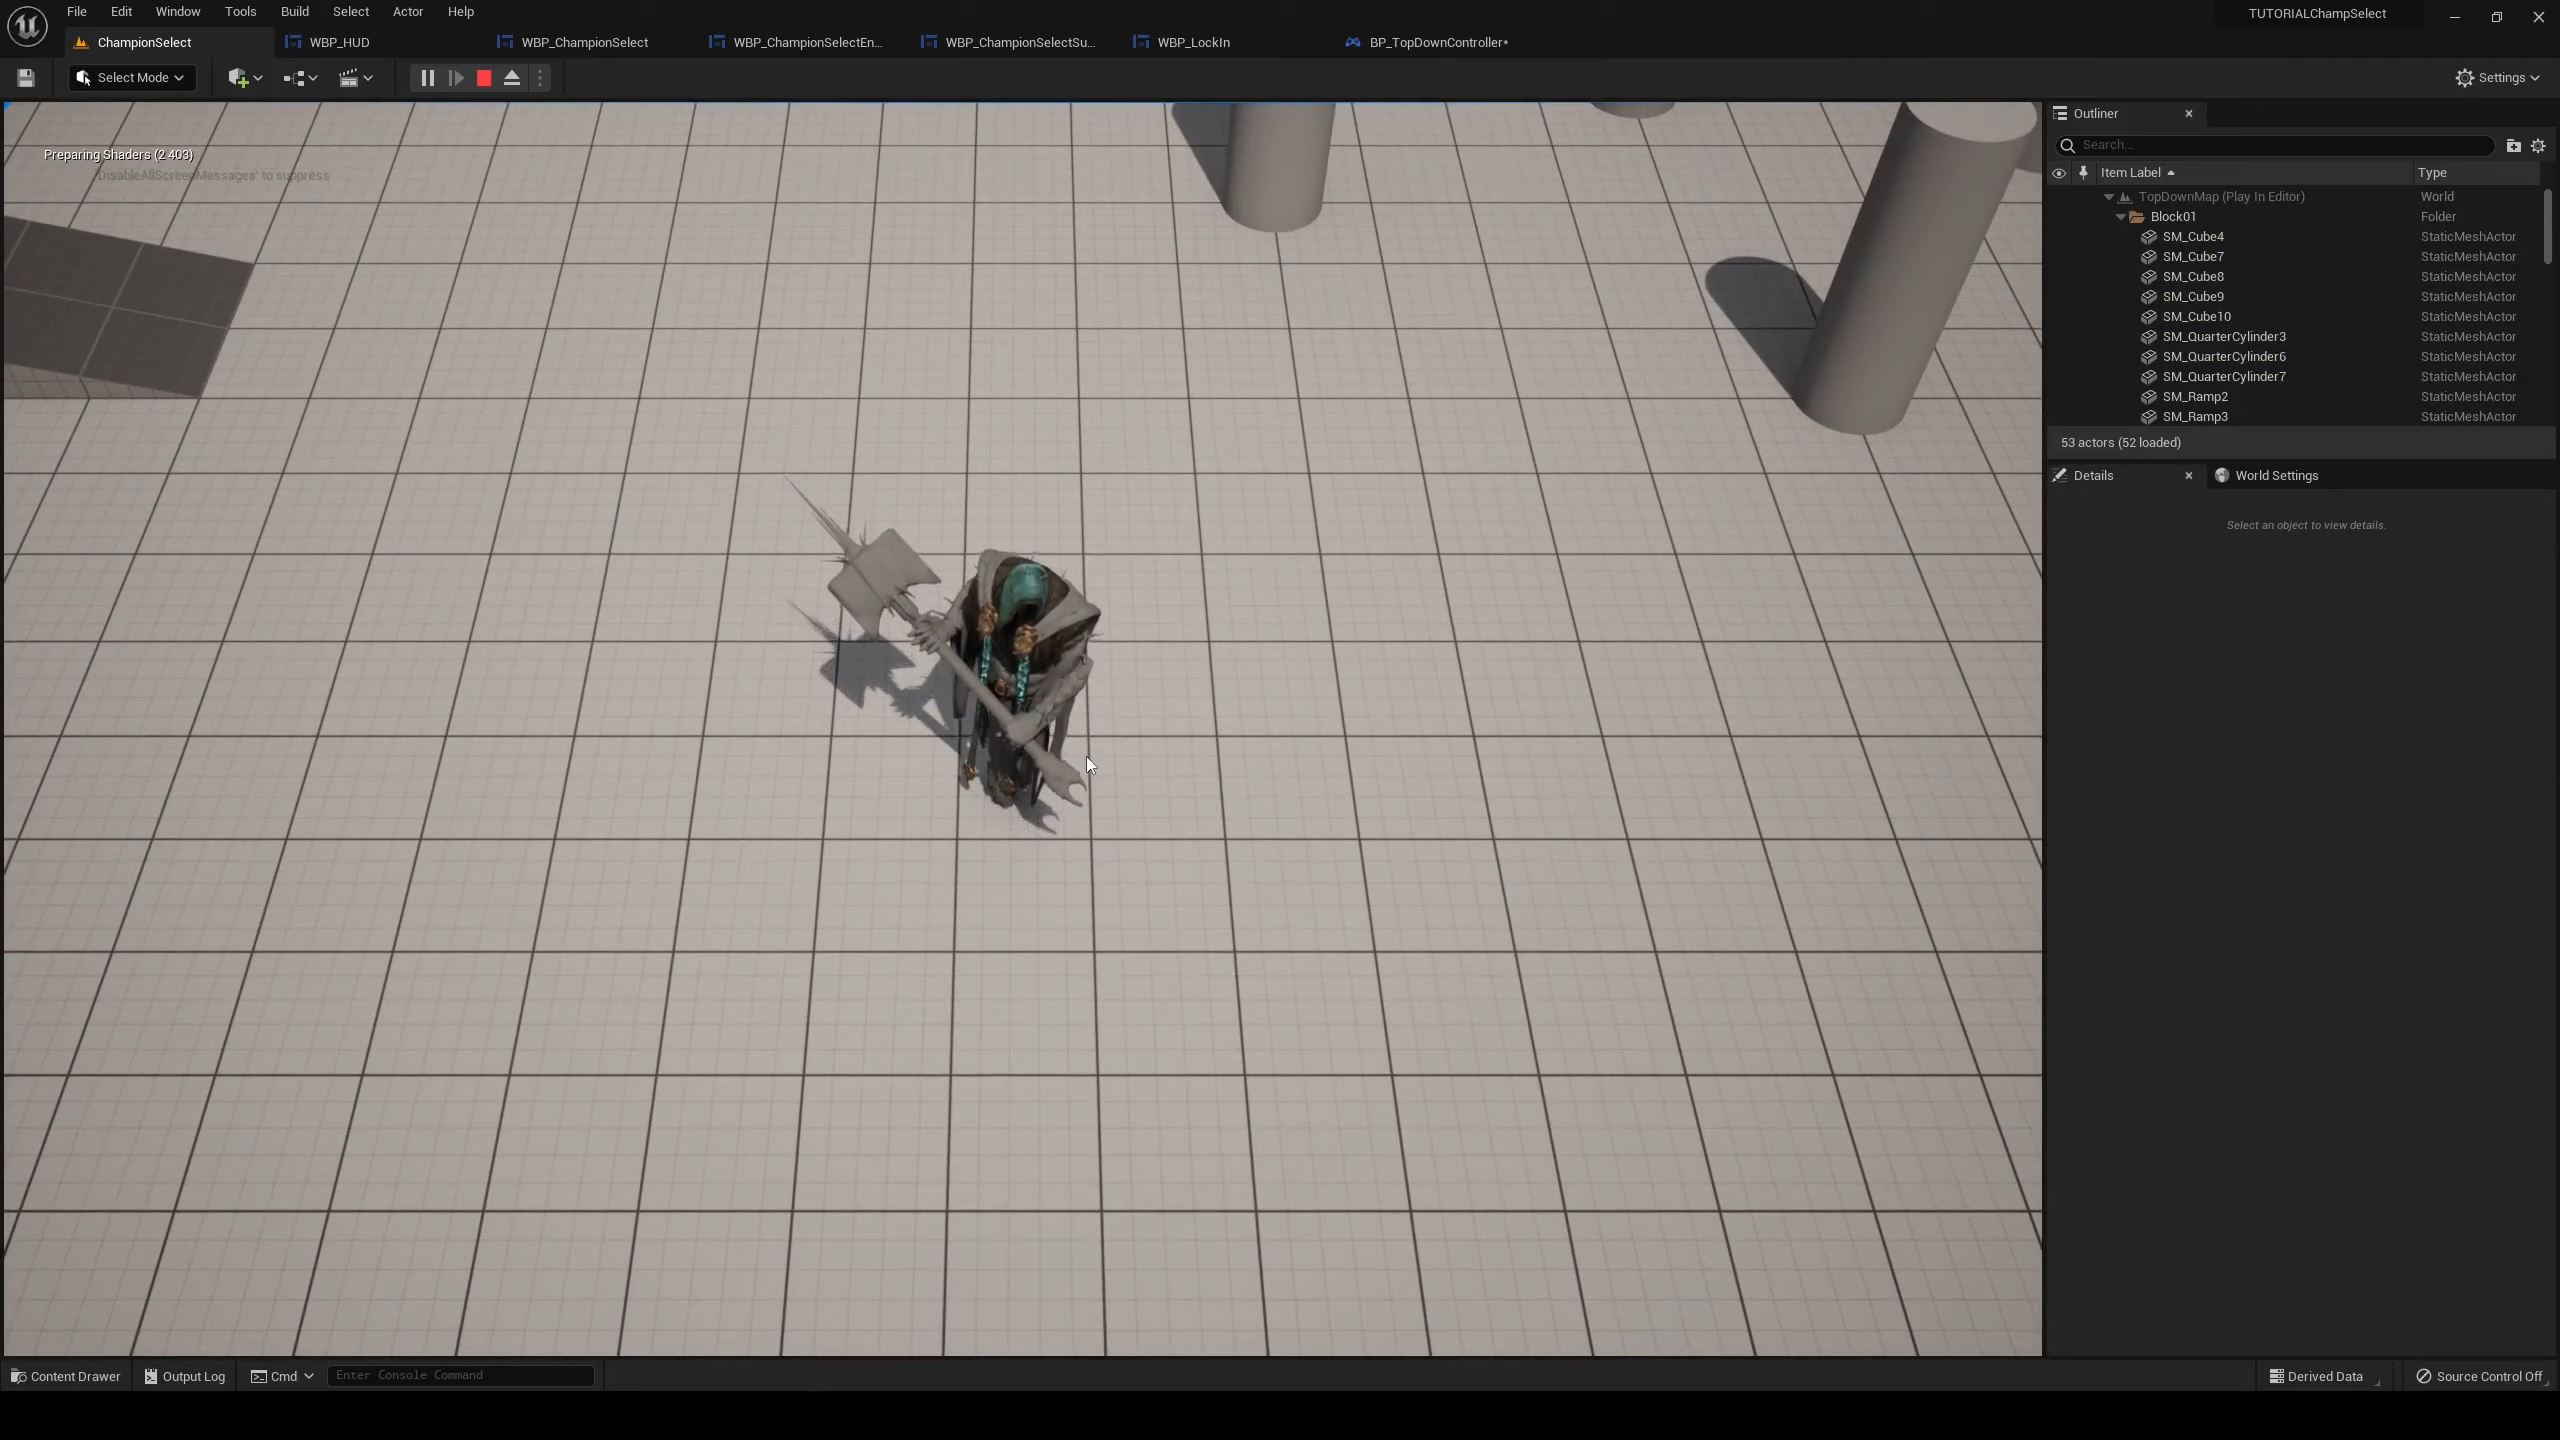 File Edit Window Tools Build Select Actor Help
TUTORIALChampSelect
ChampionSelect WBP_HUD WBP_ChampionSelect WBP_ChampionSelectEn... WBP_ChampionSelectSu... WBP_LockIn BP_TopDownController*
Select Mode
Settings
Preparing Shaders (2 403)
DisableAllScreenMessages' to suppress
Outliner
Search...
Item Label Type
TopDownMap (Play In Editor) World
Block01 Folder
SM_Cube4 StaticMeshActor
SM_Cube7 StaticMeshActor
SM_Cube8 StaticMeshActor
SM_Cube9 StaticMeshActor
SM_Cube10 StaticMeshActor
SM_QuarterCylinder3 StaticMeshActor
SM_QuarterCylinder6 StaticMeshActor
SM_QuarterCylinder7 StaticMeshActor
SM_Ramp2 StaticMeshActor
SM_Ramp3 StaticMeshActor
53 actors (52 loaded)
Details World Settings
Select an object to view details.
Content Drawer Output Log Cmd Enter Console Command Derived Data Source Control Off